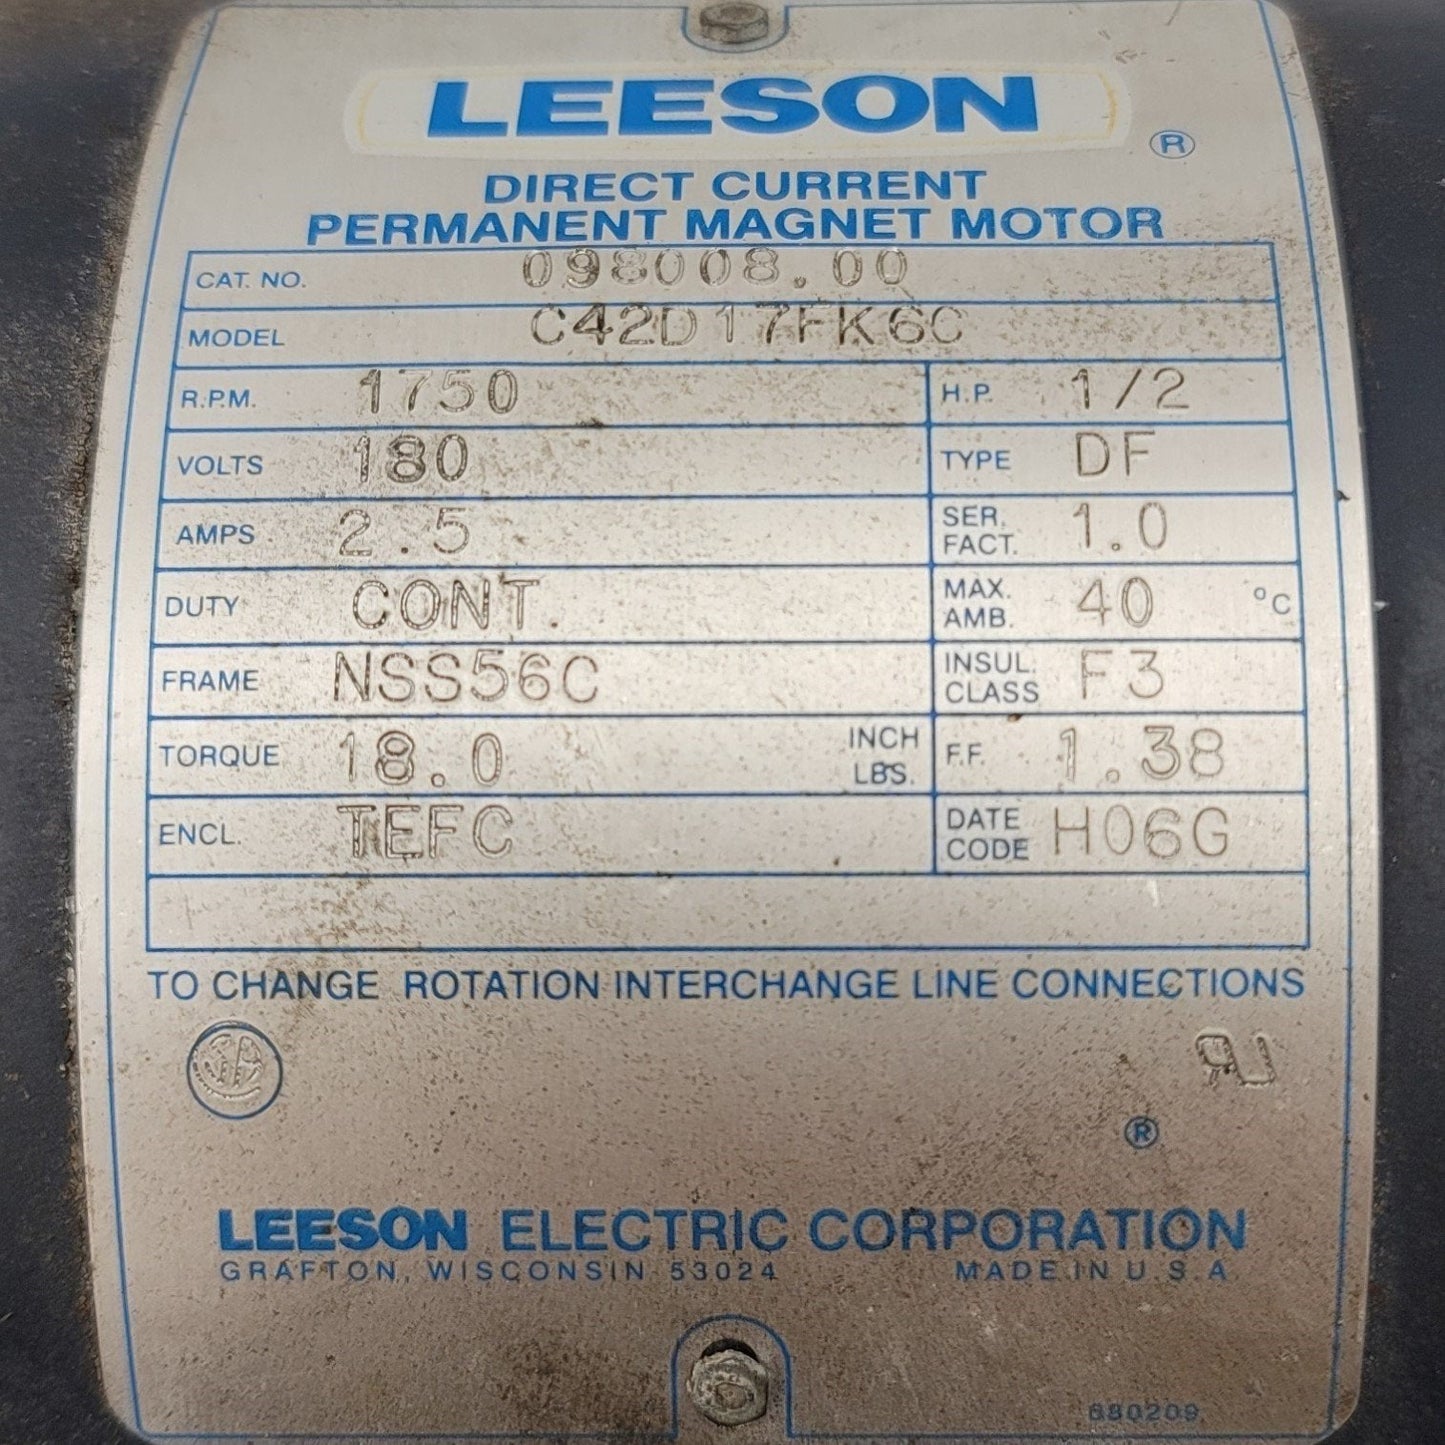 LEESON
®
DIRECT CURRENT
PERMANENT MAGNET MOTOR
CAT. NO. 098008.00
MODEL C42D17FK6C
R.P.M. 1750 H.P. 1/2
VOLTS 180 TYPE DF
AMPS 2.5 SER. FACT. 1.0
DUTY CONT. MAX. AMB. 40 °C
FRAME NSS56C INSUL. CLASS F3
TORQUE 18.0 INCH LBS. F.F. 1.38
ENCL. TEFC DATE CODE H06G
TO CHANGE ROTATION INTERCHANGE LINE CONNECTIONS
®
LEESON ELECTRIC CORPORATION
GRAFTON, WISCONSIN 53024 MADE IN U.S.A.
680209